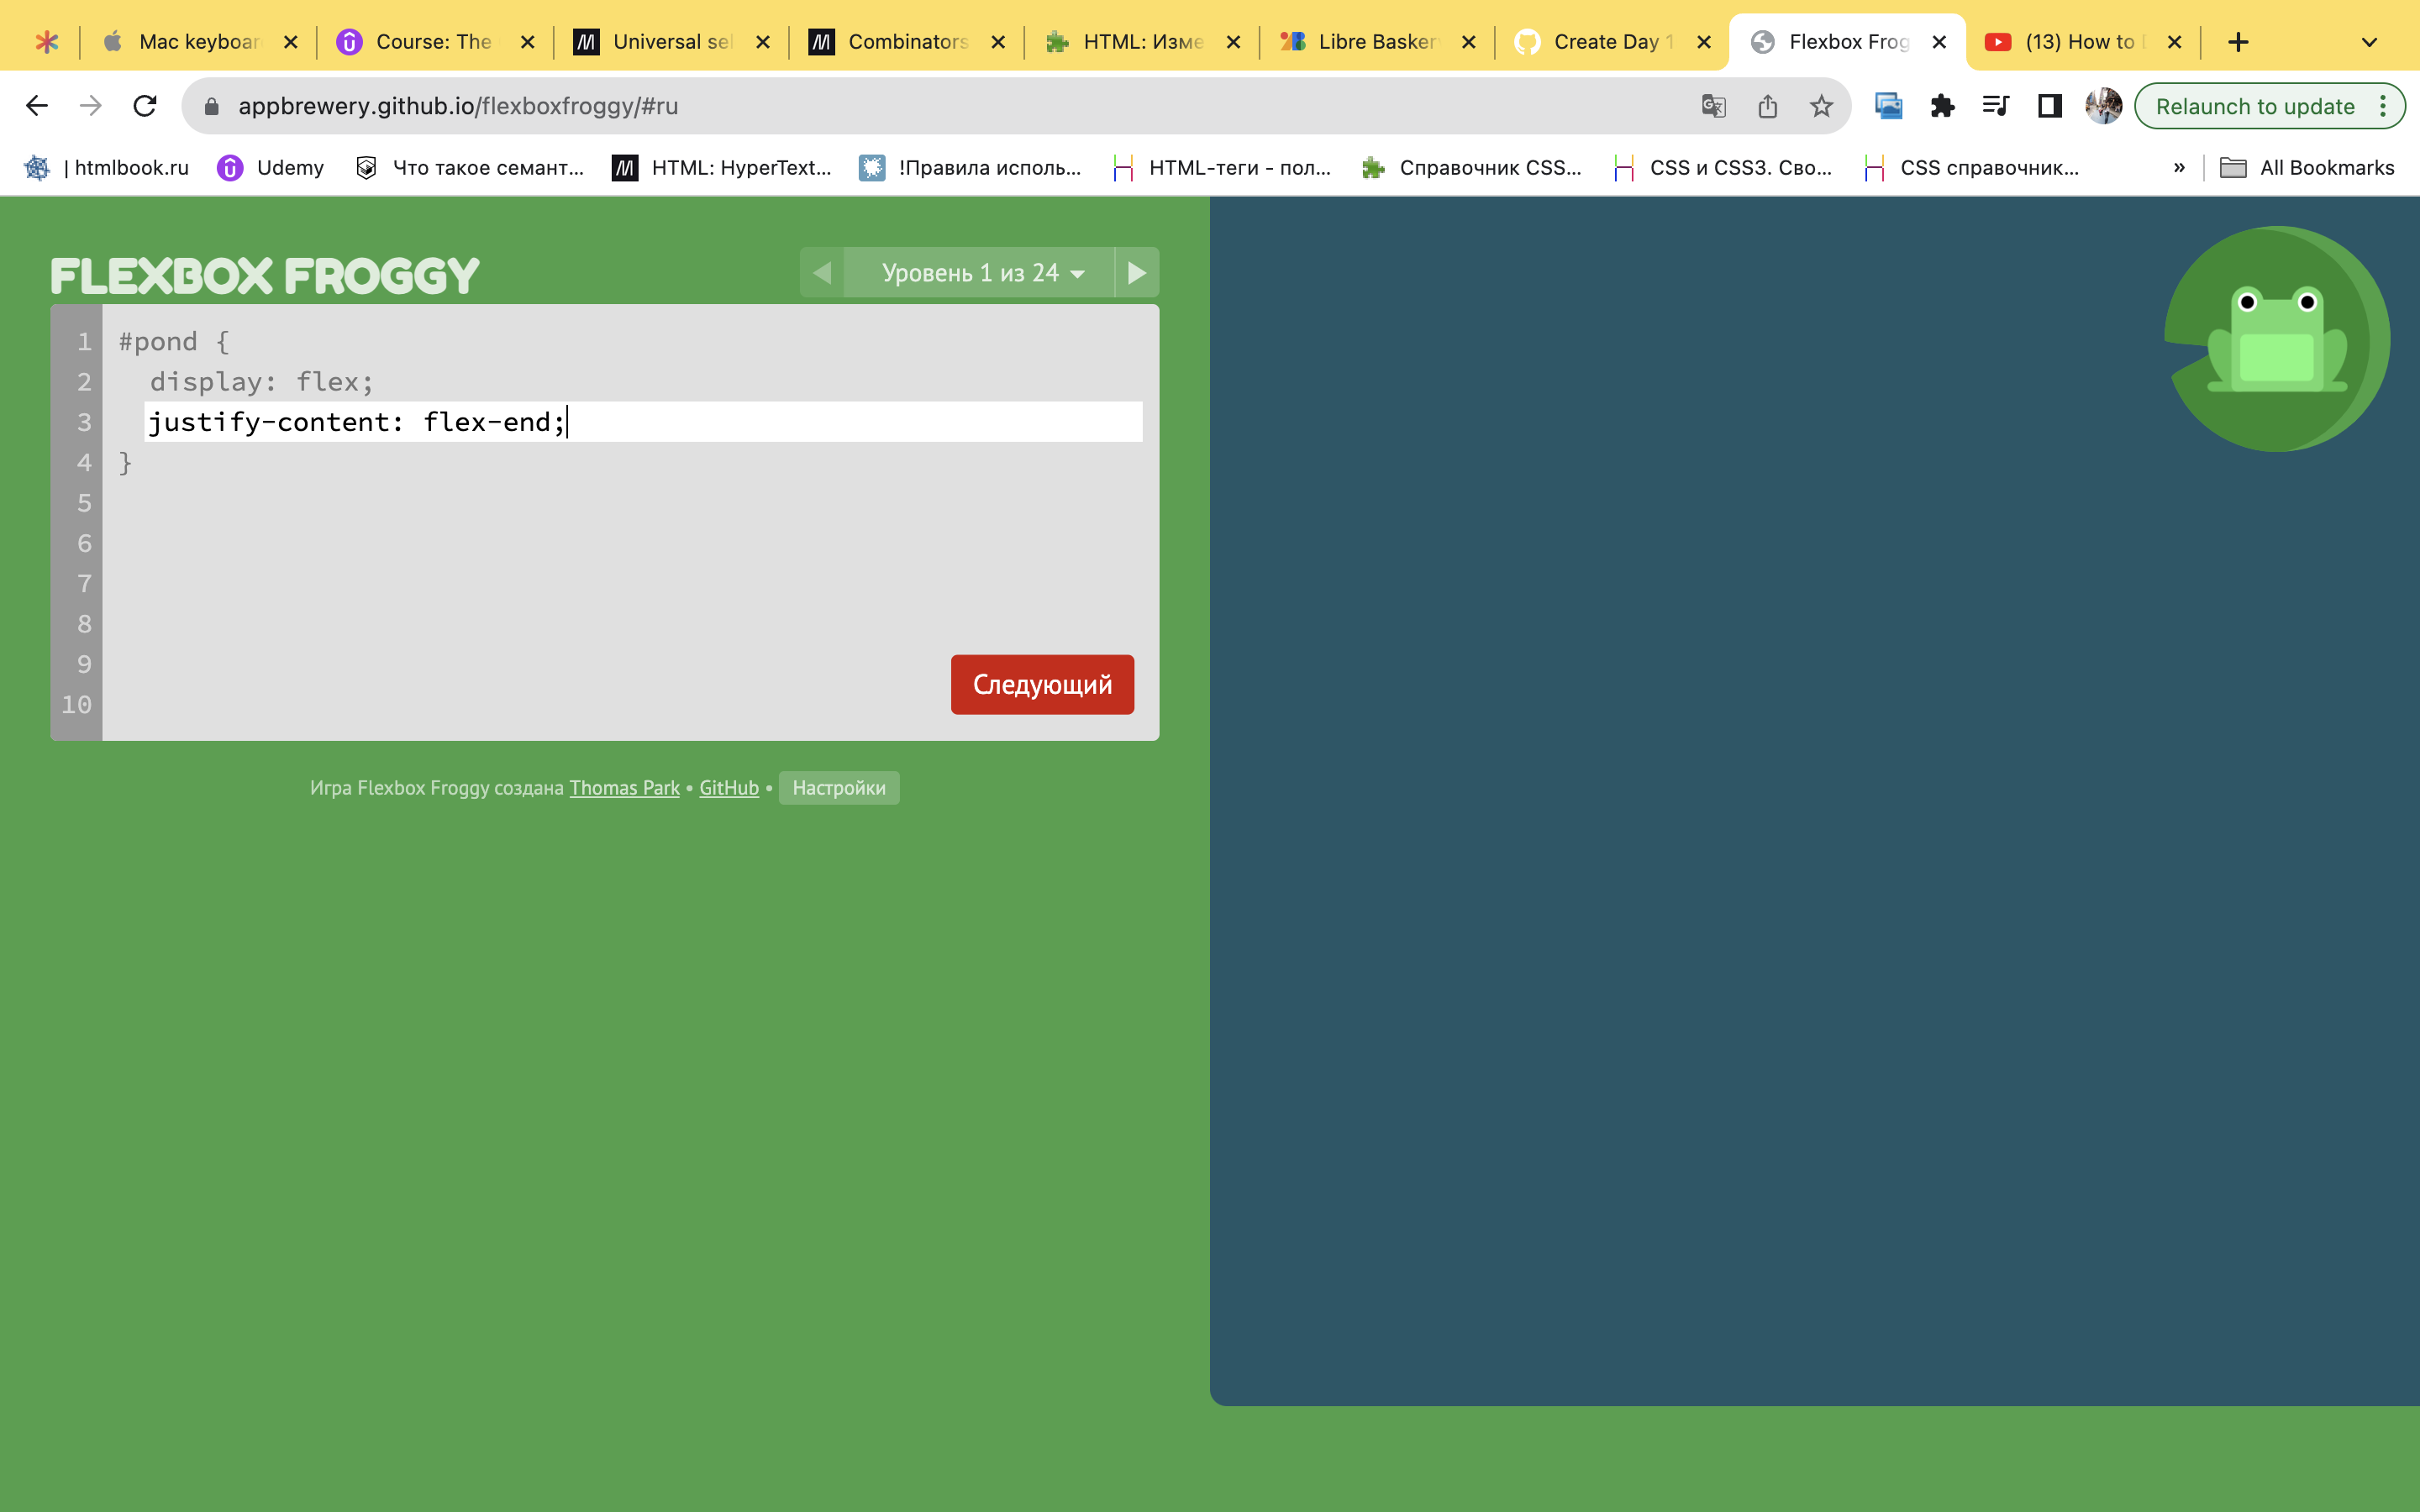 Mac keyboar
Course: The
Universal sel
Combinators
HTML: Изме
Libre Basker
Create Day 1
Flexbox Frog
(13) How to
appbrewery.github.io/flexboxfroggy/#ru
Relaunch to update
| htmlbook.ru
Udemy
Что такое семант...
HTML: HyperText...
!Правила исполь...
HTML-теги - пол...
Справочник CSS...
CSS и CSS3. Сво...
CSS справочник...
»
All Bookmarks
FLEXBOX FROGGY
Уровень 1 из 24
1 #pond {
2 display: flex;
3 justify-content: flex-end;
4 }
5
6
7
8
9
10
Следующий
Игра Flexbox Froggy создана Thomas Park • GitHub • Настройки